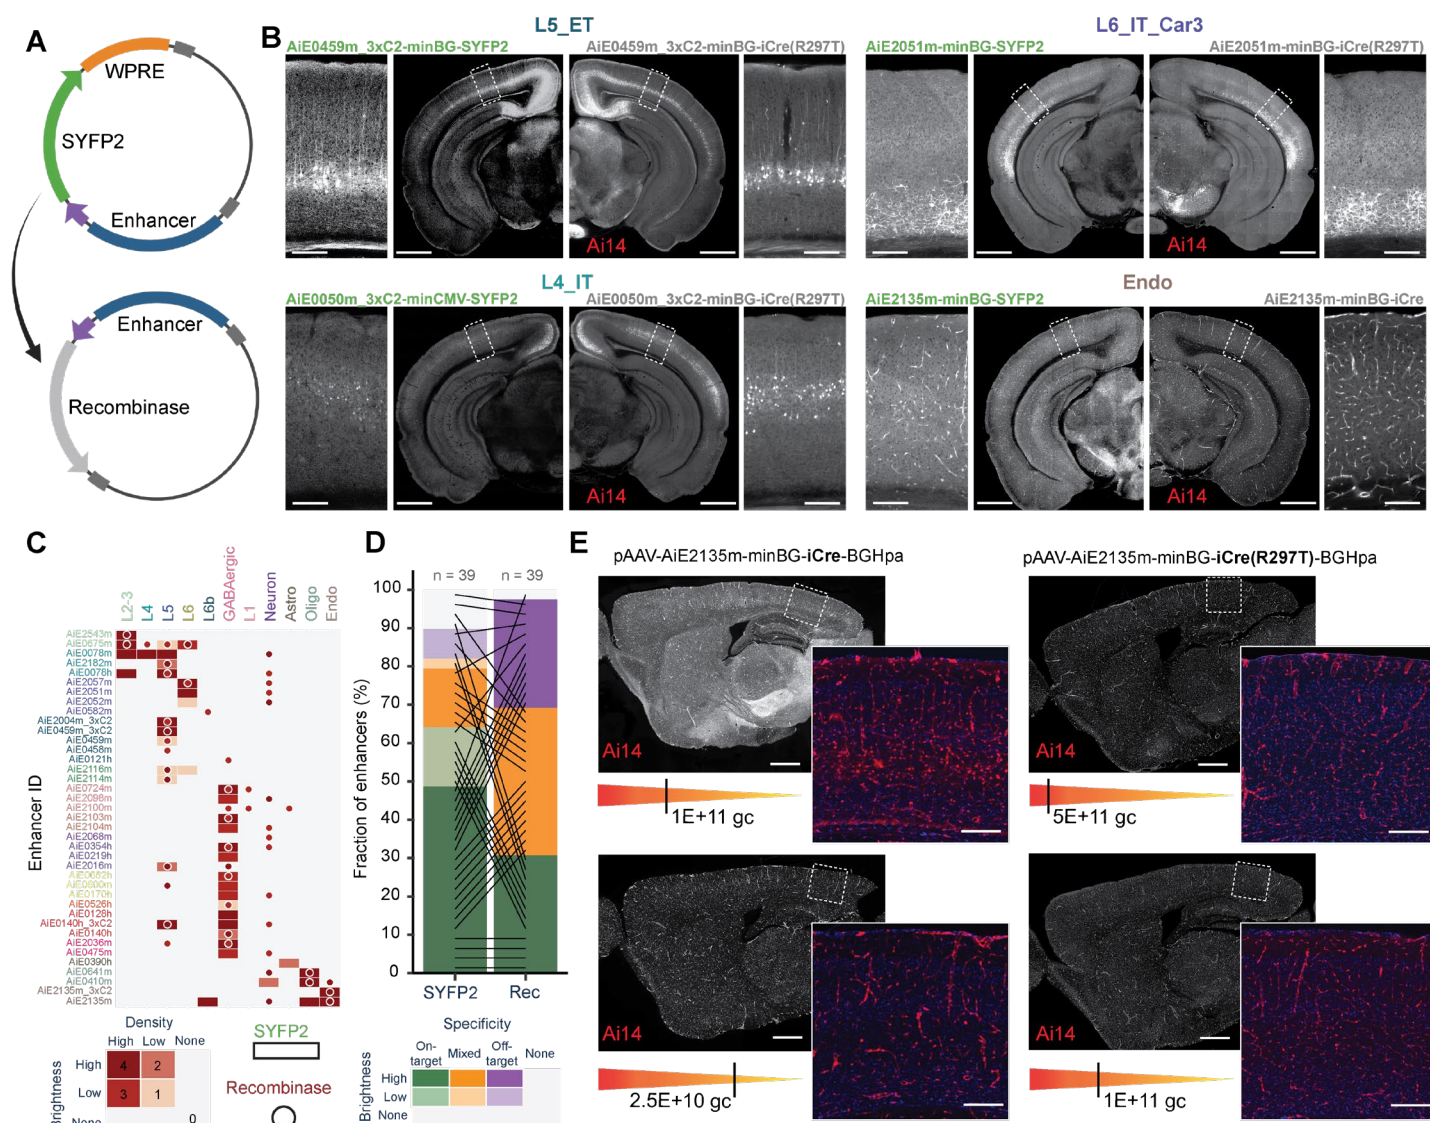 A
WPRE
SYFP2
Enhancer
Enhancer
Recombinase
B
L5_ET
AiE0459m_3xC2-minBG-SYFP2
AiE0459m_3xC2-minBG-iCre(R297T)
Ai14
L6_IT_Car3
AiE2051m-minBG-SYFP2
AiE2051m-minBG-iCre(R297T)
Ai14
L4_IT
AiE0050m_3xC2-minCMV-SYFP2
AiE0050m_3xC2-minBG-iCre(R297T)
Ai14
Endo
AiE2135m-minBG-SYFP2
AiE2135m-minBG-iCre
Ai14
C
L2-3
L4
L5
L6
L6b
GABAergic
L1
Neuron
Astro
Oligo
Endo
Enhancer ID
AiE2543m
AiE0675m
AiE0078m
AiE2182m
AiE0078h
AiE2057m
AiE2051m
AiE2052m
AiE0582m
AiE2004m_3xC2
AiE0459m_3xC2
AiE0459m
AiE0458m
AiE0121h
AiE2116m
AiE2114m
AiE0724m
AiE2098m
AiE2100m
AiE2103m
AiE2104m
AiE2068m
AiE0354h
AiE0219h
AiE2016m
AiE0682h
AiE0600m
AiE0170h
AiE0526h
AiE0128h
AiE0140h_3xC2
AiE0140h
AiE2036m
AiE0475m
AiE0390h
AiE0641m
AiE0410m
AiE2135m_3xC2
AiE2135m
Density
High Low None
Brightness
High 4 2
Low 3 1
None 0
SYFP2
Recombinase
D
n = 39 n = 39
Fraction of enhancers (%)
100
90
80
70
60
50
40
30
20
10
0
SYFP2 Rec
Specificity
On-target Mixed Off-target None
Brightness
High
Low
None
E
pAAV-AiE2135m-minBG-iCre-BGHpa
Ai14
1E+11 gc
Ai14
2.5E+10 gc
pAAV-AiE2135m-minBG-iCre(R297T)-BGHpa
Ai14
5E+11 gc
Ai14
1E+11 gc